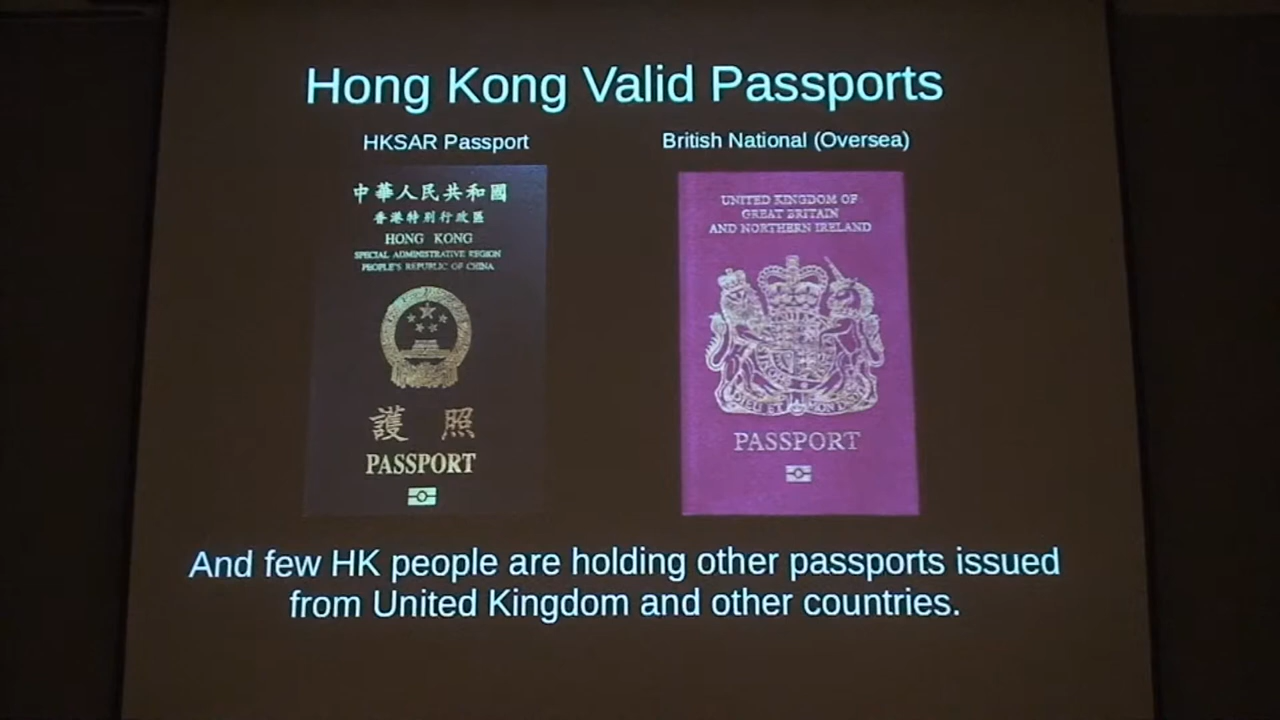 Hong Kong Valid Passports
HKSAR Passport
中華人民共和國
香港特別行政區
HONG KONG
SPECIAL ADMINISTRATIVE REGION
PEOPLE'S REPUBLIC OF CHINA
護照
PASSPORT
British National (Oversea)
UNITED KINGDOM OF
GREAT BRITAIN
AND NORTHERN IRELAND
DIEU ET MON
PASSPORT
And few HK people are holding other passports issued
from United Kingdom and other countries.